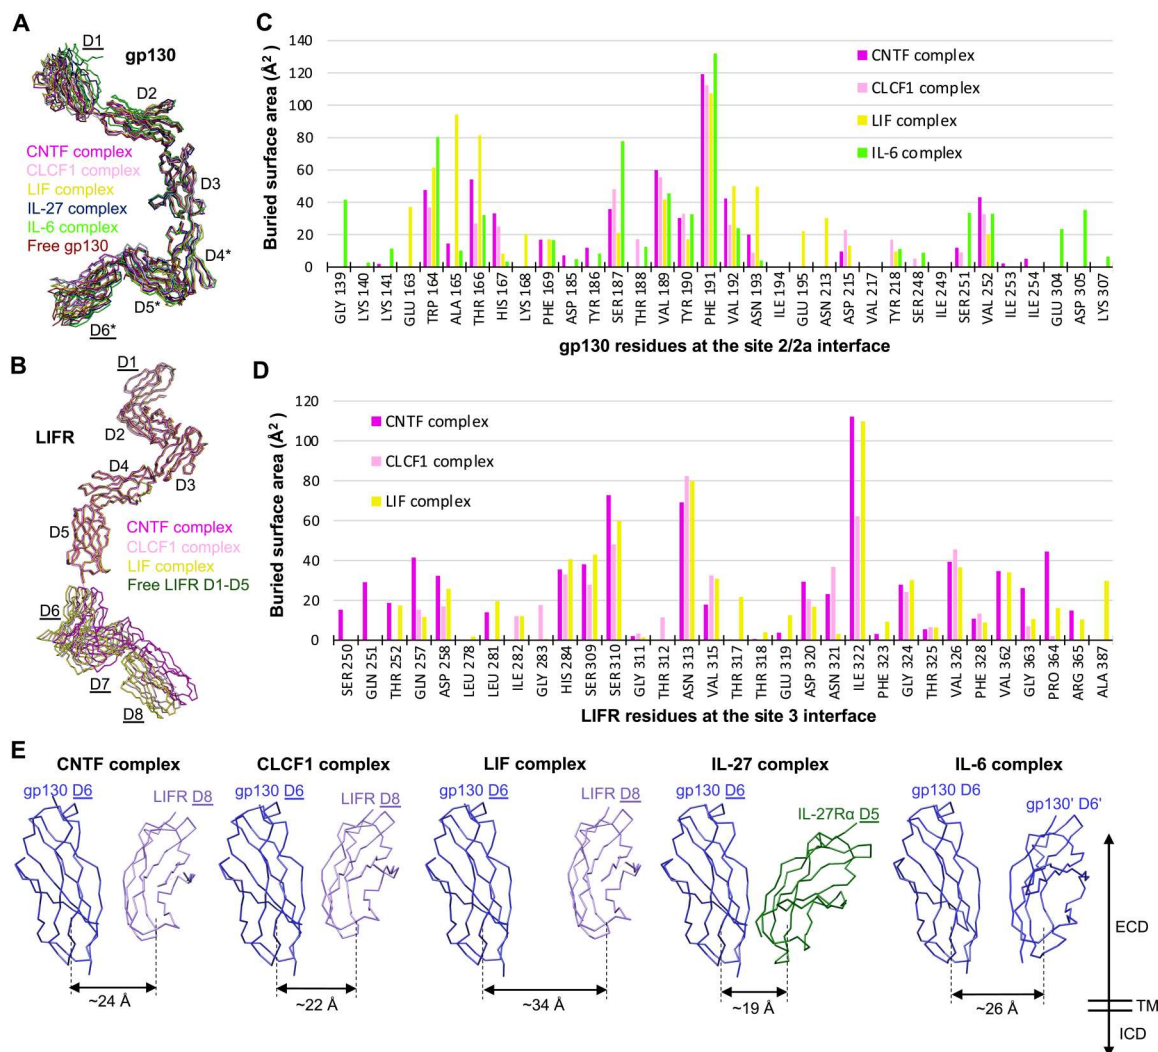 A
D1
gp130
D2
CNTF complex
CLCF1 complex
LIF complex
IL-27 complex
IL-6 complex
Free gp130
D3
D4*
D5*
D6*
B
D1
LIFR
D2
D4
D3
D5
CNTF complex
CLCF1 complex
LIF complex
Free LIFR D1-D5
D6
D7
D8
C
Buried surface area (Å2)
140
120
100
80
60
40
20
0
CNTF complex
CLCF1 complex
LIF complex
IL-6 complex
GLY 139
LYS 140
LYS 141
GLU 163
TRP 164
ALA 165
THR 166
HIS 167
LYS 168
PHE 169
ASP 185
TYR 186
SER 187
THR 188
VAL 189
TYR 190
PHE 191
VAL 192
ASN 193
ILE 194
GLU 195
ASN 213
ASP 215
VAL 217
TYR 218
SER 248
ILE 249
SER 251
VAL 252
ILE 253
ILE 254
GLU 304
ASP 305
LYS 307
gp130 residues at the site 2/2a interface
D
Buried surface area (Å2)
120
100
80
60
40
20
0
CNTF complex
CLCF1 complex
LIF complex
SER 250
GLN 251
THR 252
GLN 257
ASP 258
LEU 278
LEU 281
ILE 282
GLY 283
HIS 284
SER 309
SER 310
GLY 311
THR 312
ASN 313
VAL 315
THR 317
THR 318
GLU 319
ASP 320
ASN 321
ILE 322
PHE 323
GLY 324
THR 325
VAL 326
PHE 328
VAL 362
GLY 363
PRO 364
ARG 365
ALA 387
LIFR residues at the site 3 interface
E
CNTF complex
gp130 D6
LIFR D8
~24 Å
CLCF1 complex
gp130 D6
LIFR D8
~22 Å
LIF complex
gp130 D6
LIFR D8
~34 Å
IL-27 complex
gp130 D6
IL-27Rα D5
~19 Å
IL-6 complex
gp130 D6
gp130' D6'
~26 Å
ECD
TM
ICD